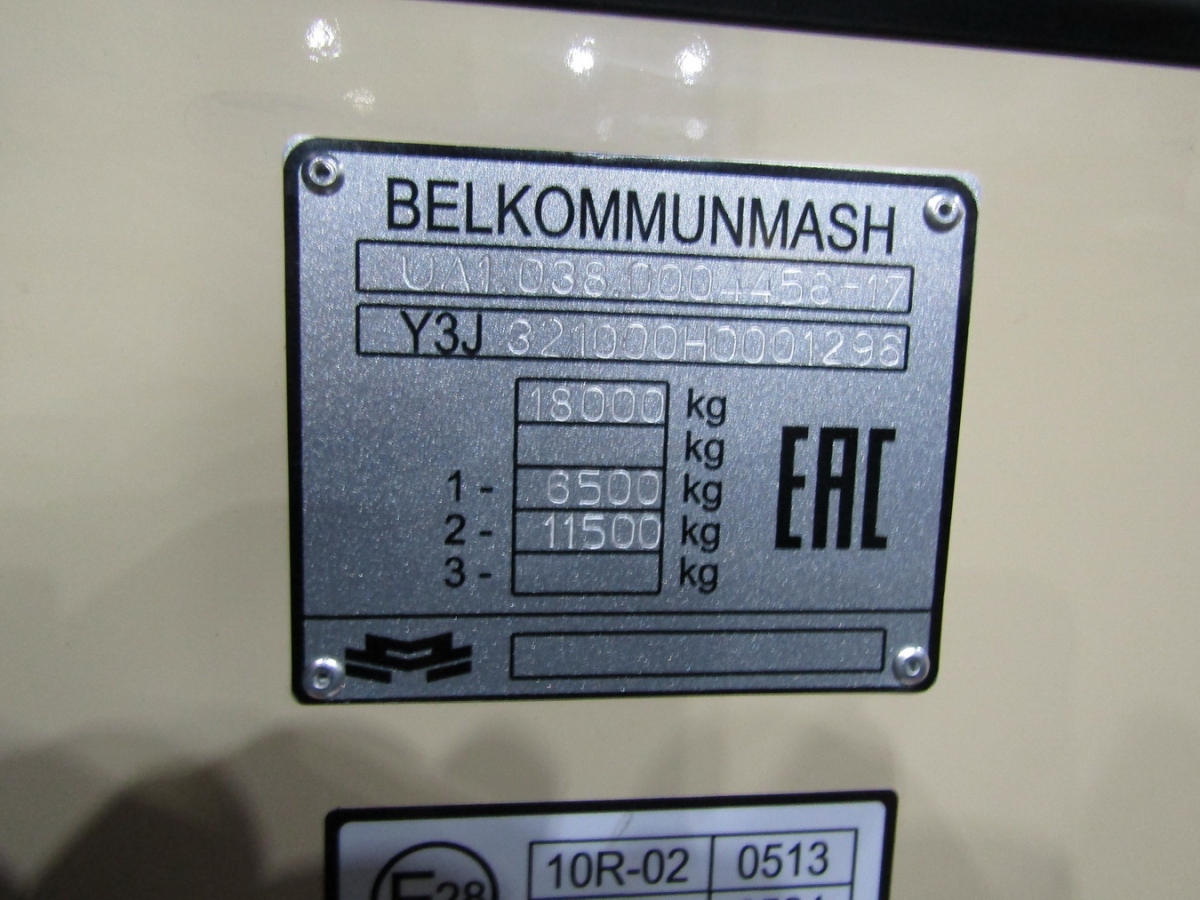 BELKOMMUNMASH
UA1.038.0004458-17
Y3J 321000H0001296
18000 kg
kg
1 - 6500 kg
2 - 11500 kg
3 - kg
EAC
E28
10R-02 0513